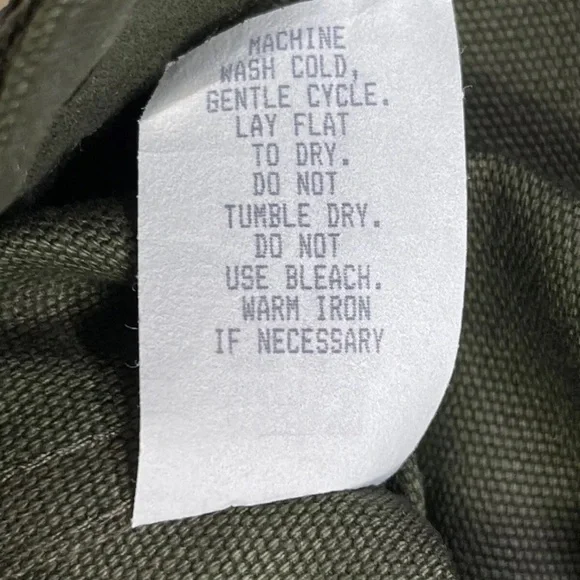 MACHINE
WASH COLD,
GENTLE CYCLE.
LAY FLAT
TO DRY.
DO NOT
TUMBLE DRY.
DO NOT
USE BLEACH.
WARM IRON
IF NECESSARY